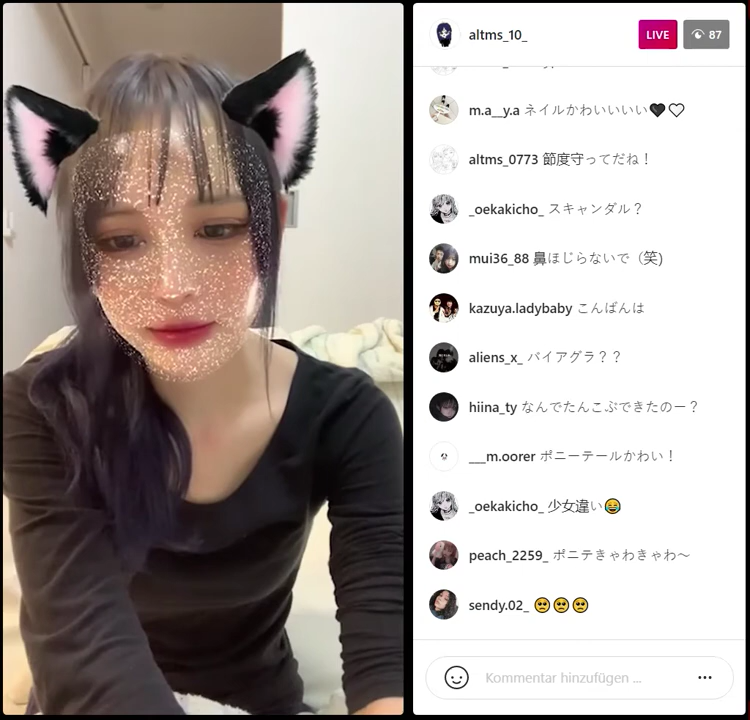 altms_10_ LIVE 87
m.a__y.a ネイルかわいいいい🖤🤍
altms_0773 節度守ってだね！
_oekakicho_ スキャンダル？
mui36_88 鼻ほじらないで（笑)
kazuya.ladybaby こんばんは
aliens_x_ バイアグラ？？
hiina_ty なんでたんこぶできたのー？
___m.oorer ポニーテールかわい！
_oekakicho_ 少女違い😂
peach_2259_ ポニテきゃわきゃわ〜
sendy.02_ 🥺🥺🥺
Kommentar hinzufügen ...